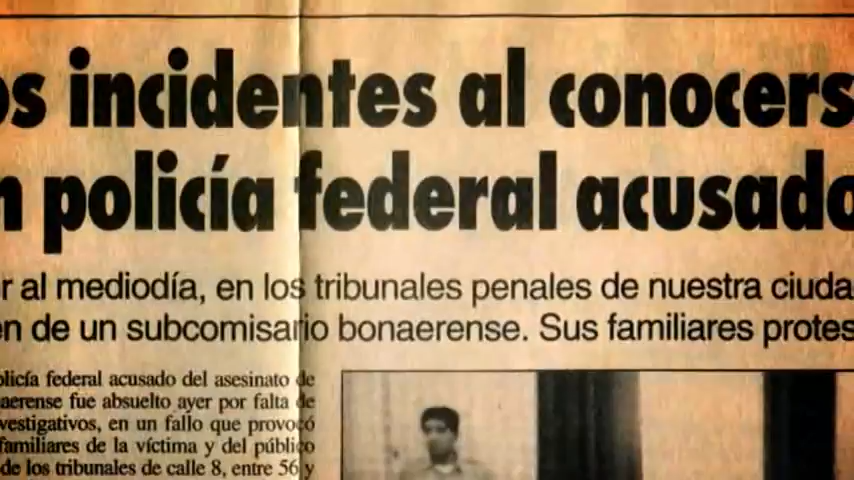 os incidentes al conocers
n policía federal acusado
r al mediodía, en los tribunales penales de nuestra ciuda
en de un subcomisario bonaerense. Sus familiares protes
olicía federal acusado del asesinato de
naerense fue absuelto ayer por falta de
vestigativos, en un fallo que provocó
familiares de la víctima y del público
de los tribunales de calle 8, entre 56 y